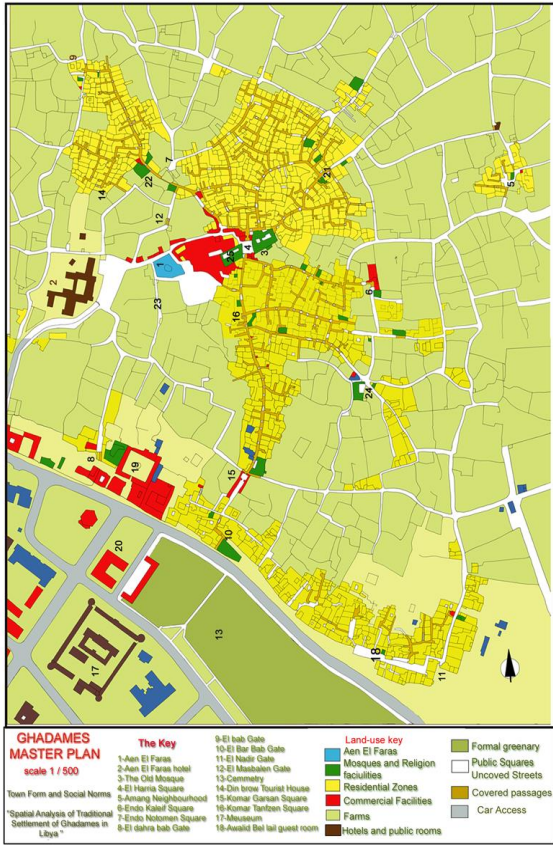 9
14
22
7
21
5
2
12
1
4
3
25
23
16
6
24
8
19
15
10
20
13
17
18
11
GHADAMES
MASTER PLAN
scale 1 / 500
Town Form and Social Norms
"Spatial Analysis of Traditional
Settlement of Ghadames in
Libya "
The Key
1-Aen El Faras
2-Aen El Faras hotel
3-The Old Mosque
4-El Harria Square
5-Amang Neighbourhood
6-Endo Kaleif Square
7-Endo Notomen Square
8-El dahra bab Gate
9-El bab Gate
10-El Bar Bab Gate
11-El Nadir Gate
12-El Masbalen Gate
13-Cemmetry
14-Din brow Tourist House
15-Komar Garsan Square
16-Komar Tanfzen Square
17-Meuseum
18-Awalid Bel lail guest room
Land-use key
Aen El Faras
Mosques and Religion
faciulities
Residential Zones
Commercial Facilities
Farms
Hotels and public rooms
Formal greenary
Public Squares
Uncoved Streets
Covered passages
Car Access